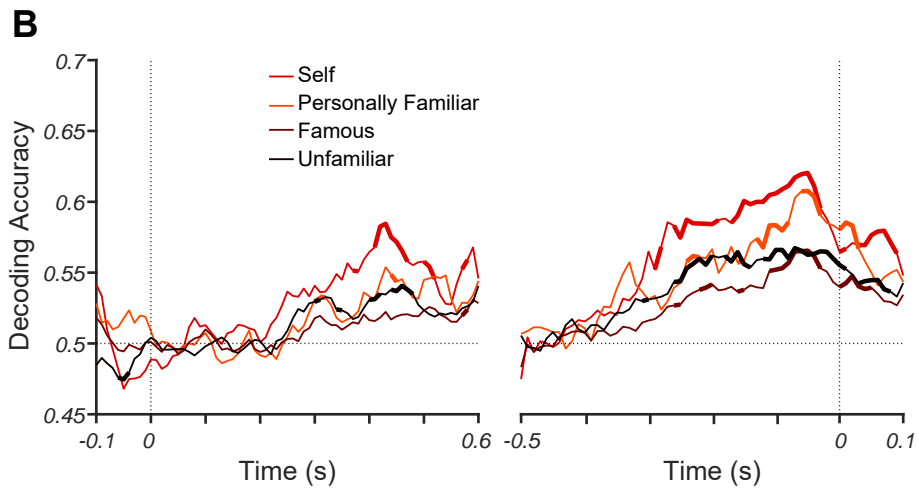 B
Decoding Accuracy
0.7
0.65
0.6
0.55
0.5
0.45
Self
Personally Familiar
Famous
Unfamiliar
-0.1 0 0.6
Time (s)
-0.5 0 0.1
Time (s)